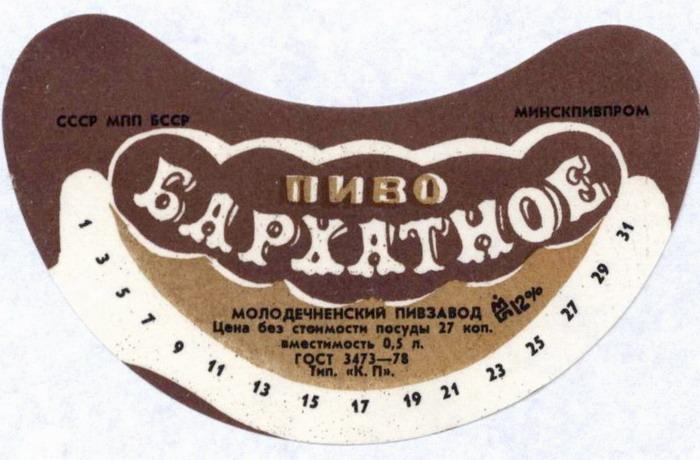 СССР МПП БССР
МИНСКПИВПРОМ
ПИВО
БАРХАТНОЕ
МОЛОДЕЧНЕНСКИЙ ПИВЗАВОД
12%
Цена без стоимости посуды 27 коп.
вместимость 0,5 л.
ГОСТ 3473—78
Тип. «К. П».
1 3 5 7 9 11 13 15 17 19 21 23 25 27 29 31